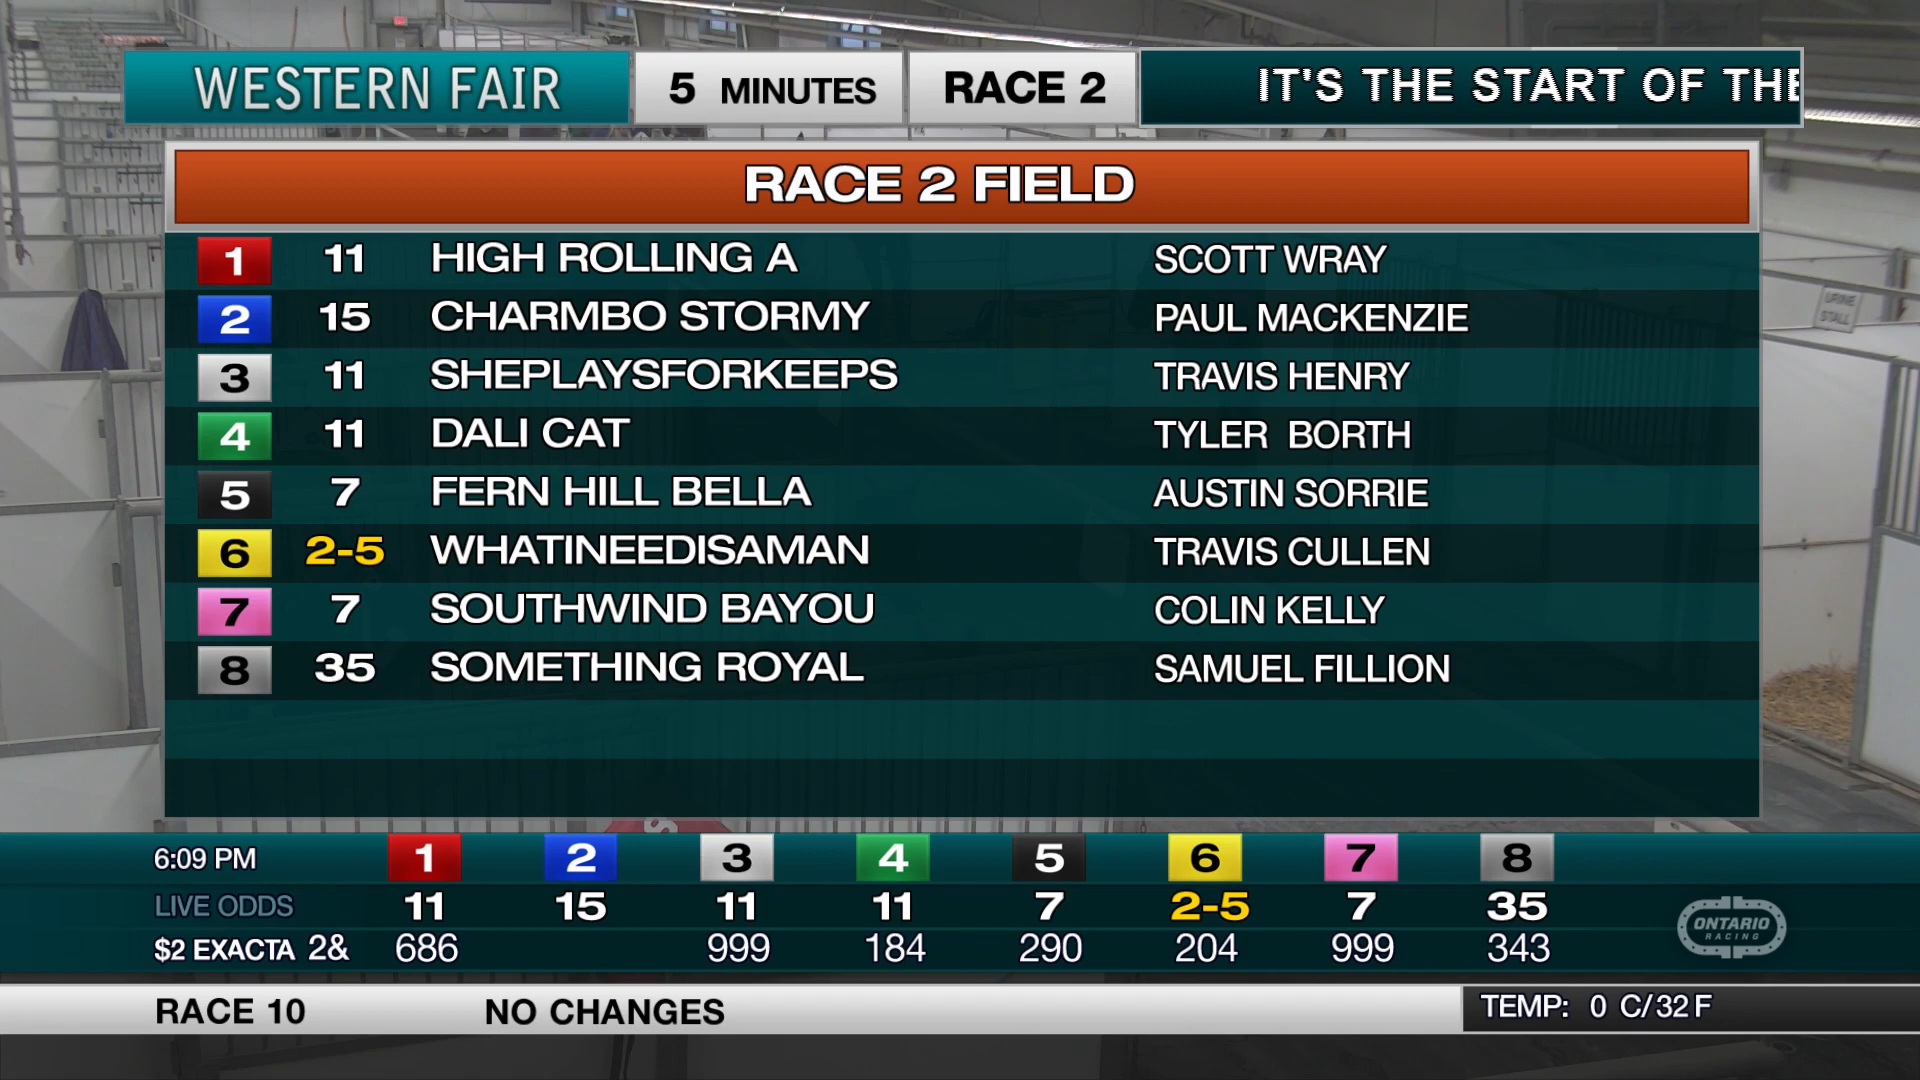 WESTERN FAIR 5 MINUTES RACE 2 IT'S THE START OF THE
RACE 2 FIELD
1 11 HIGH ROLLING A SCOTT WRAY
2 15 CHARMBO STORMY PAUL MACKENZIE
3 11 SHEPLAYSFORKEEPS TRAVIS HENRY
4 11 DALI CAT TYLER BORTH
5 7 FERN HILL BELLA AUSTIN SORRIE
6 2-5 WHATINEEDISAMAN TRAVIS CULLEN
7 7 SOUTHWIND BAYOU COLIN KELLY
8 35 SOMETHING ROYAL SAMUEL FILLION
URINE
STALL
6:09 PM 1 2 3 4 5 6 7 8
LIVE ODDS 11 15 11 11 7 2-5 7 35
$2 EXACTA 2& 686 999 184 290 204 999 343
ONTARIO
RACING
RACE 10 NO CHANGES TEMP: 0 C/32 F